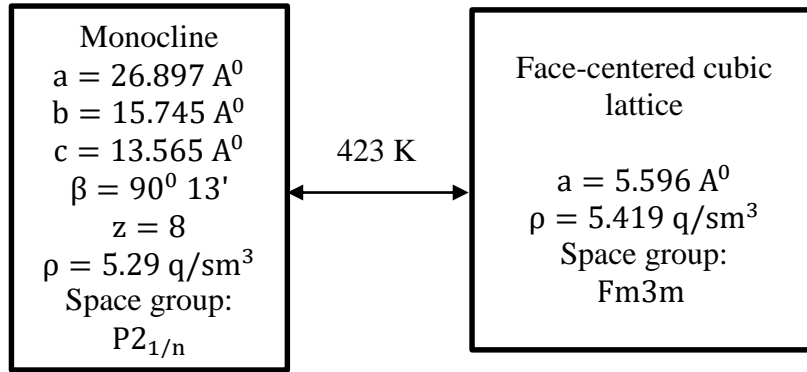 Monocline
a = 26.897 A⁰
b = 15.745 A⁰
c = 13.565 A⁰
β = 90⁰ 13'
z = 8
ρ = 5.29 q/sm³
Space group:
P2₁/ₙ
423 K
Face-centered cubic
lattice
a = 5.596 A⁰
ρ = 5.419 q/sm³
Space group:
Fm3m